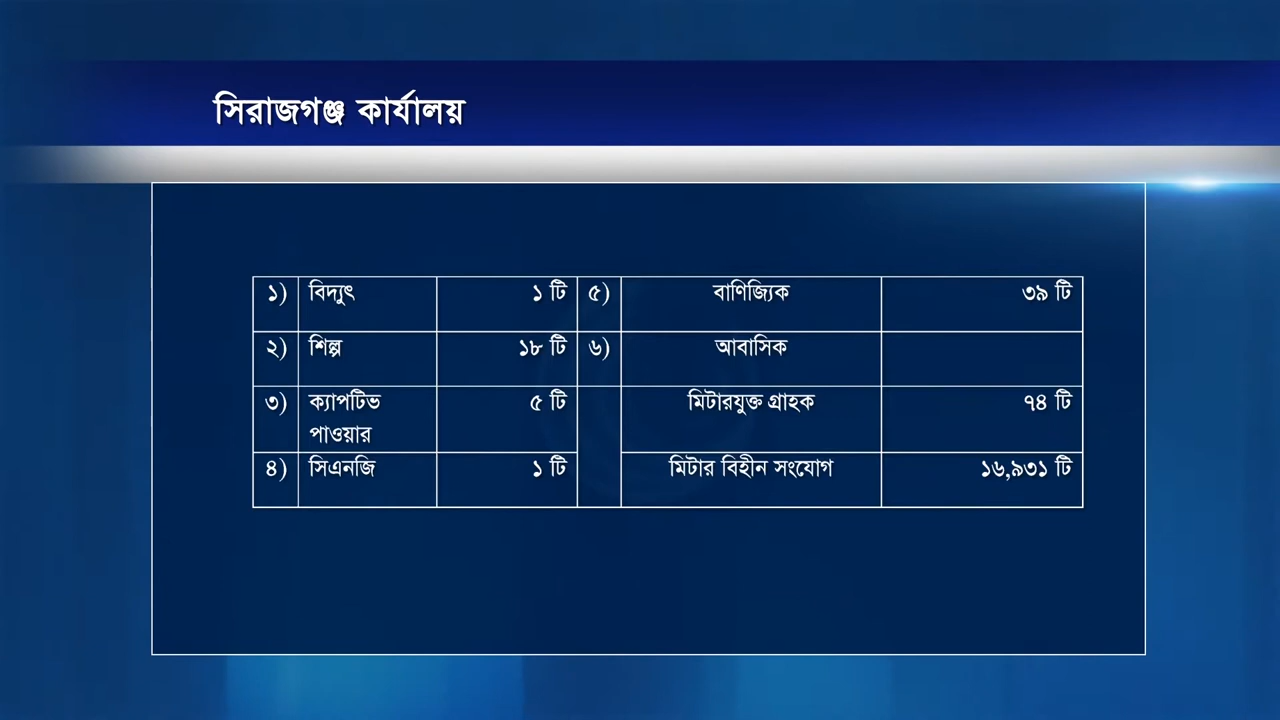 সিরাজগঞ্জ কার্যালয়
১) বিদ্যুৎ ১ টি ৫) বাণিজ্যিক ৩৯ টি
২) শিল্প ১৮ টি ৬) আবাসিক
৩) ক্যাপটিভ ৫ টি মিটারযুক্ত গ্রাহক ৭৪ টি
পাওয়ার
৪) সিএনজি ১ টি মিটার বিহীন সংযোগ ১৬,৯৩১ টি